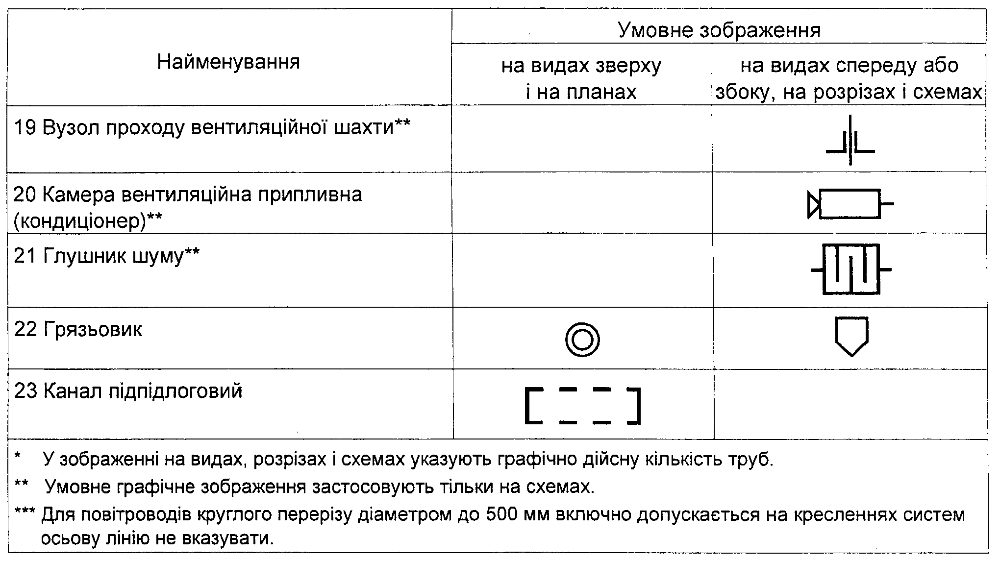 Найменування
Умовне зображення
на видах зверху
і на планах
на видах спереду або
збоку, на розрізах і схемах
19 Вузол проходу вентиляційної шахти**
20 Камера вентиляційна припливна
(кондиціонер)**
21 Глушник шуму**
22 Грязьовик
23 Канал підпідлоговий
* У зображенні на видах, розрізах і схемах указують графічно дійсну кількість труб.
** Умовне графічне зображення застосовують тільки на схемах.
*** Для повітроводів круглого перерізу діаметром до 500 мм включно допускається на кресленнях систем
осьову лінію не вказувати.